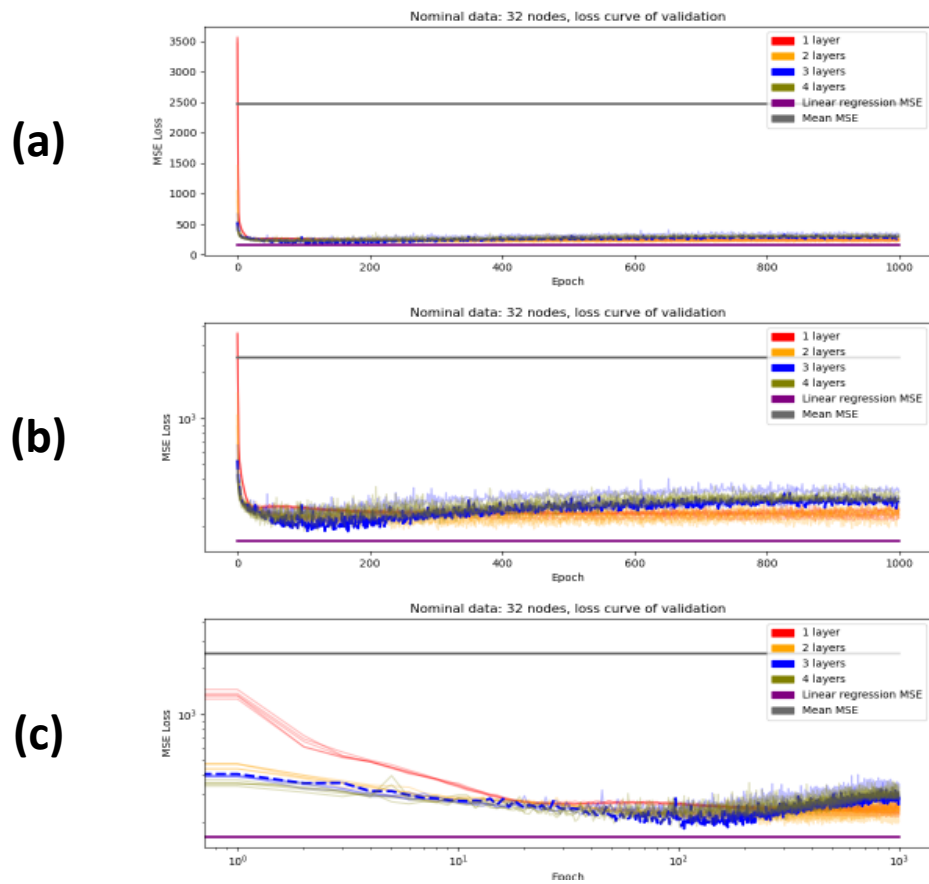 (a)
Nominal data: 32 nodes, loss curve of validation
MSE Loss
3500
3000
2500
2000
1500
1000
500
0
1 layer
2 layers
3 layers
4 layers
Linear regression MSE
Mean MSE
0 200 400 600 800 1000
Epoch
(b)
Nominal data: 32 nodes, loss curve of validation
MSE Loss
10³
1 layer
2 layers
3 layers
4 layers
Linear regression MSE
Mean MSE
0 200 400 600 800 1000
Epoch
(c)
Nominal data: 32 nodes, loss curve of validation
MSE Loss
10³
1 layer
2 layers
3 layers
4 layers
Linear regression MSE
Mean MSE
10⁰ 10¹ 10² 10³
Epoch